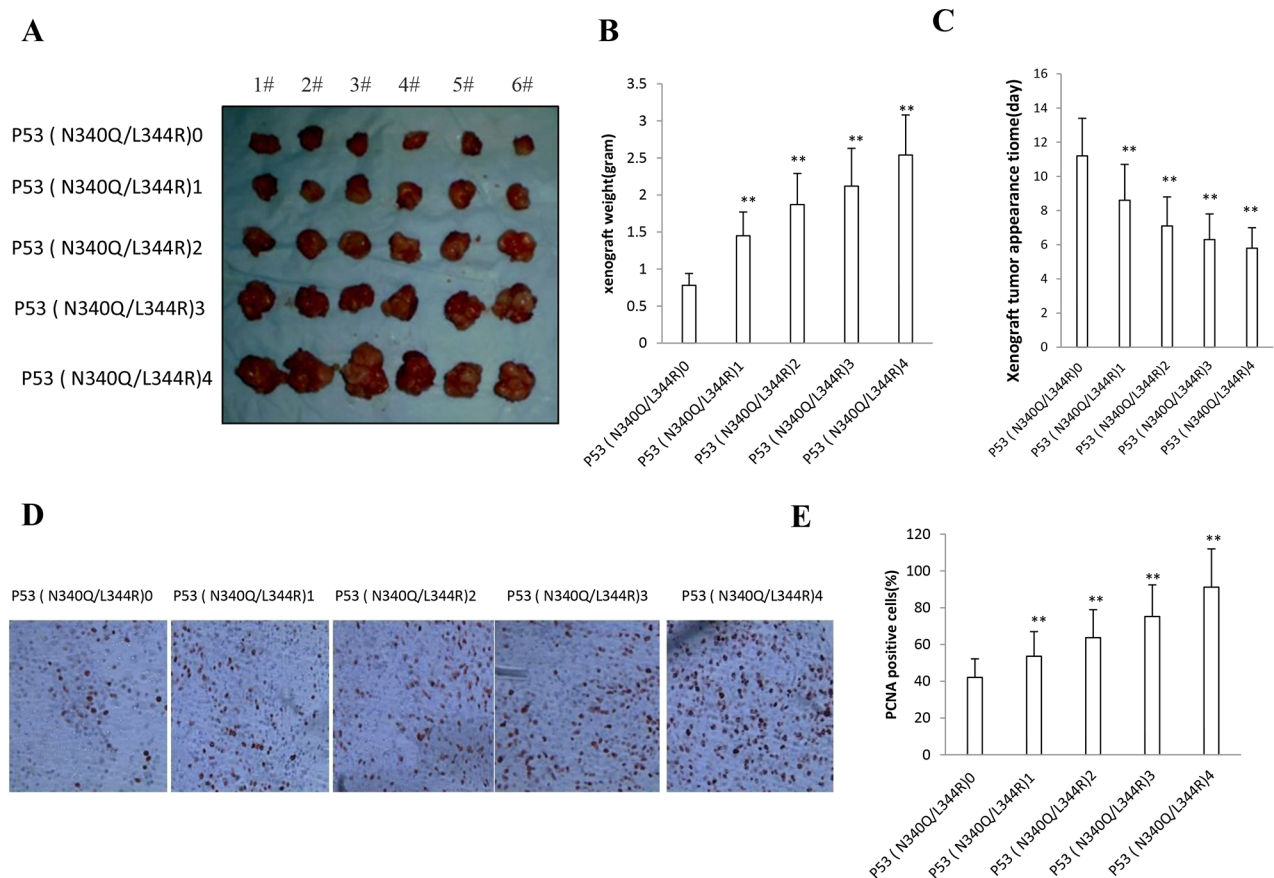 A
1# 2# 3# 4# 5# 6#
P53 ( N340Q/L344R)0
P53 ( N340Q/L344R)1
P53 ( N340Q/L344R)2
P53 ( N340Q/L344R)3
P53 ( N340Q/L344R)4
B
xenograft weight(gram)
3.5
3
2.5
2
1.5
1
0.5
0
**
**
**
**
P53 ( N340Q/L344R)0
P53 ( N340Q/L344R)1
P53 ( N340Q/L344R)2
P53 ( N340Q/L344R)3
P53 ( N340Q/L344R)4
C
Xenograft tumor appearance tiome(day)
16
14
12
10
8
6
4
2
0
**
**
**
**
P53 ( N340Q/L344R)0
P53 ( N340Q/L344R)1
P53 ( N340Q/L344R)2
P53 ( N340Q/L344R)3
P53 ( N340Q/L344R)4
D
P53 ( N340Q/L344R)0
P53 ( N340Q/L344R)1
P53 ( N340Q/L344R)2
P53 ( N340Q/L344R)3
P53 ( N340Q/L344R)4
E
PCNA positive cells(%)
120
100
80
60
40
20
0
**
**
**
**
P53 ( N340Q/L344R)0
P53 ( N340Q/L344R)1
P53 ( N340Q/L344R)2
P53 ( N340Q/L344R)3
P53 ( N340Q/L344R)4